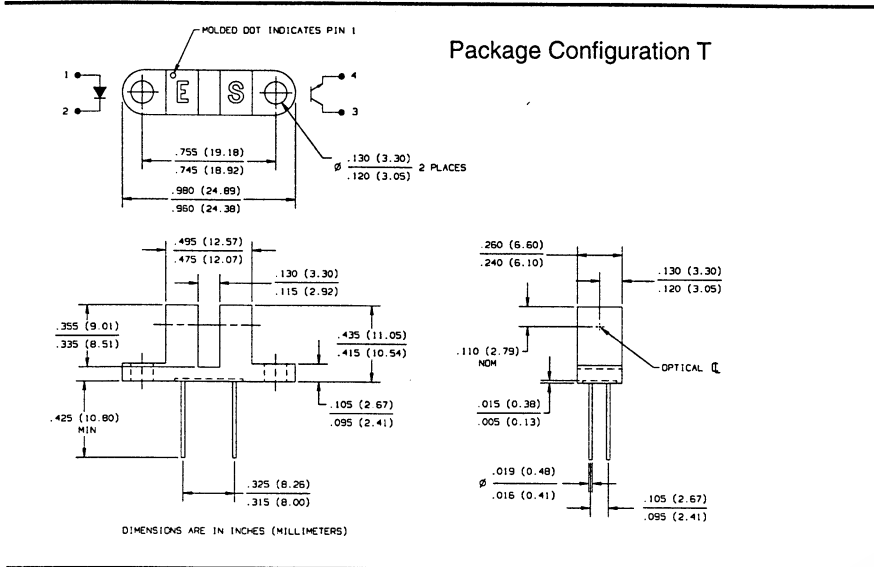 MOLDED DOT INDICATES PIN 1
Package Configuration T
1
2
E
S
4
3
.755 (19.18)
.745 (18.92)
Ø .130 (3.30)
.120 (3.05)
2 PLACES
.980 (24.89)
.960 (24.38)
.495 (12.57)
.475 (12.07)
.130 (3.30)
.115 (2.92)
.355 (9.01)
.335 (8.51)
.435 (11.05)
.415 (10.54)
.105 (2.67)
.095 (2.41)
.425 (10.80)
MIN
.325 (8.26)
.315 (8.00)
.260 (6.60)
.240 (6.10)
.130 (3.30)
.120 (3.05)
.110 (2.79)
NOM
OPTICAL ℄
.015 (0.38)
.005 (0.13)
Ø .019 (0.48)
.016 (0.41)
.105 (2.67)
.095 (2.41)
DIMENSIONS ARE IN INCHES (MILLIMETERS)